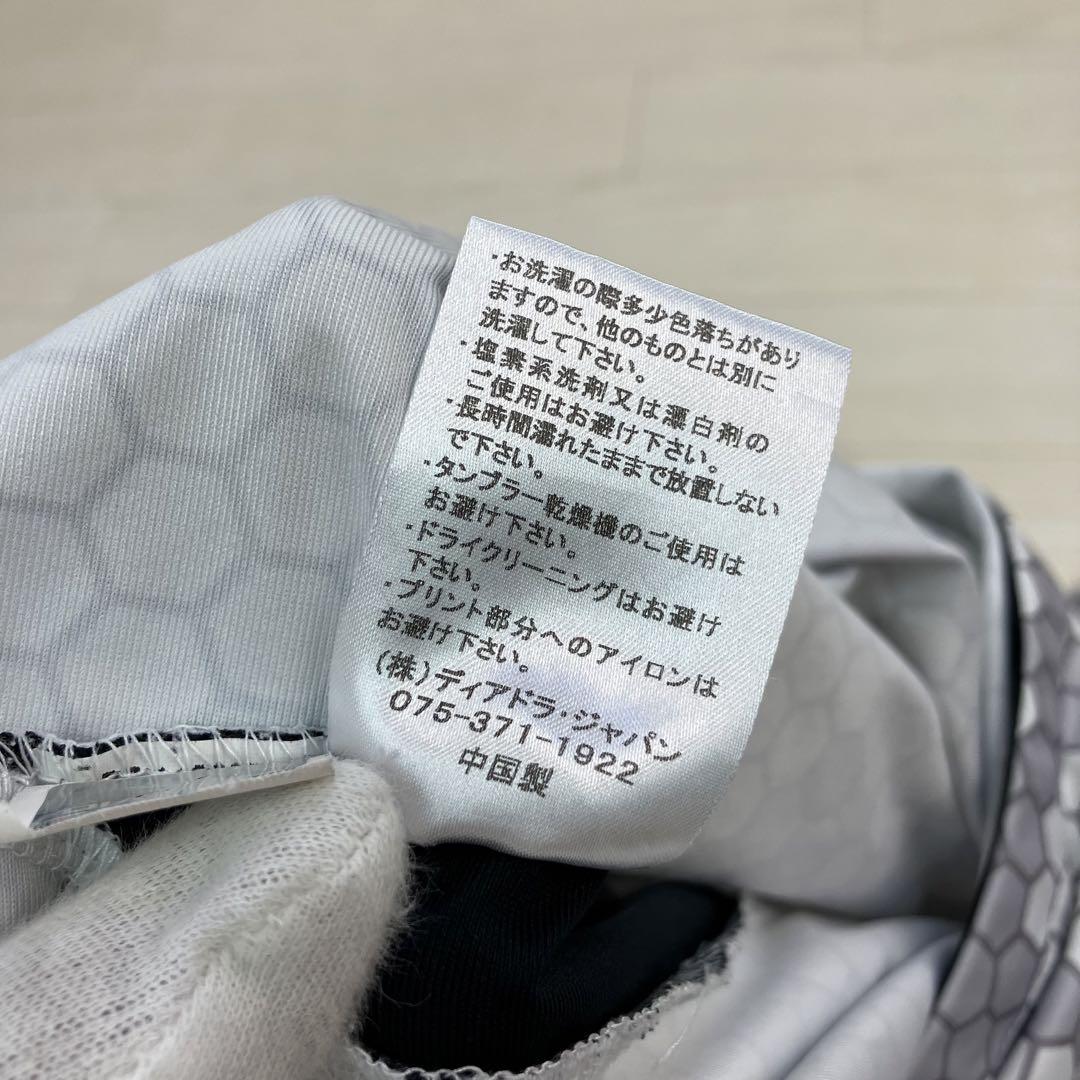 ・お洗濯の際多少色落ちがあり
ますので、他のものとは別に
洗濯して下さい。
・塩素系洗剤又は漂白剤の
ご使用はお避け下さい。
・長時間濡れたままで放置しない
で下さい。
・タンブラー乾燥機のご使用は
お避け下さい。
・ドライクリーニングはお避け
下さい。
・プリント部分へのアイロンは
お避け下さい。
(株)ディアドラ・ジャパン
075-371-1922
中国製